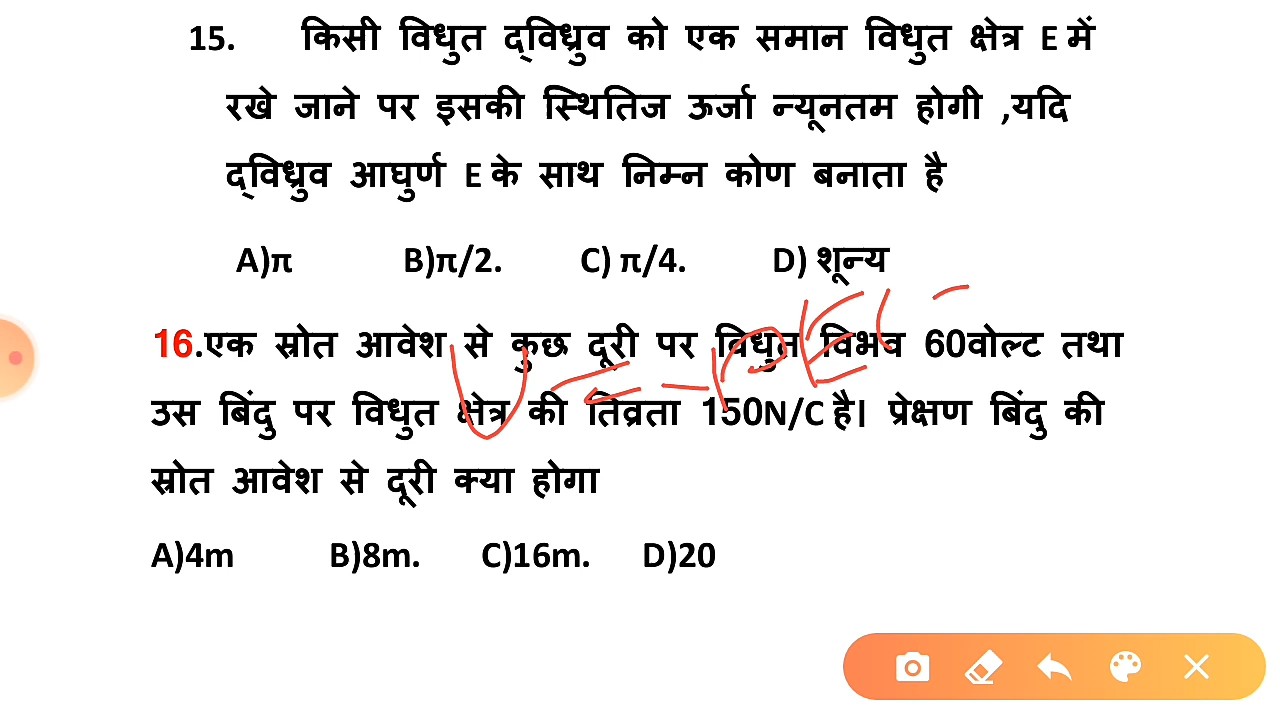 15. किसी विधुत द्विध्रुव को एक समान विधुत क्षेत्र E में
रखे जाने पर इसकी स्थितिज ऊर्जा न्यूनतम होगी ,यदि
द्विध्रुव आघुर्ण E के साथ निम्न कोण बनाता है
A)π B)π/2. C) π/4. D) शून्य
16.एक स्रोत आवेश से कुछ दूरी पर विधुत विभव 60वोल्ट तथा
उस बिंदु पर विधुत क्षेत्र की तिव्रता 150N/C है। प्रेक्षण बिंदु की
स्रोत आवेश से दूरी क्या होगा
A)4m B)8m. C)16m. D)20
U = -PE(